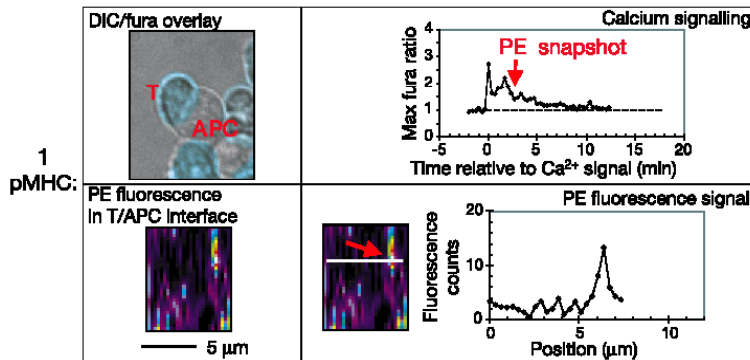 1
pMHC:
DIC/fura overlay
T
APC
Calcium signalling
Max fura ratio
4
3
2
1
0
PE snapshot
-5 0 5 10 15 20
Time relative to Ca²⁺ signal (min)
PE fluorescence
in T/APC interface
5 µm
PE fluorescence signal
Fluorescence
counts
20
10
0
0 5 10
Position (µm)